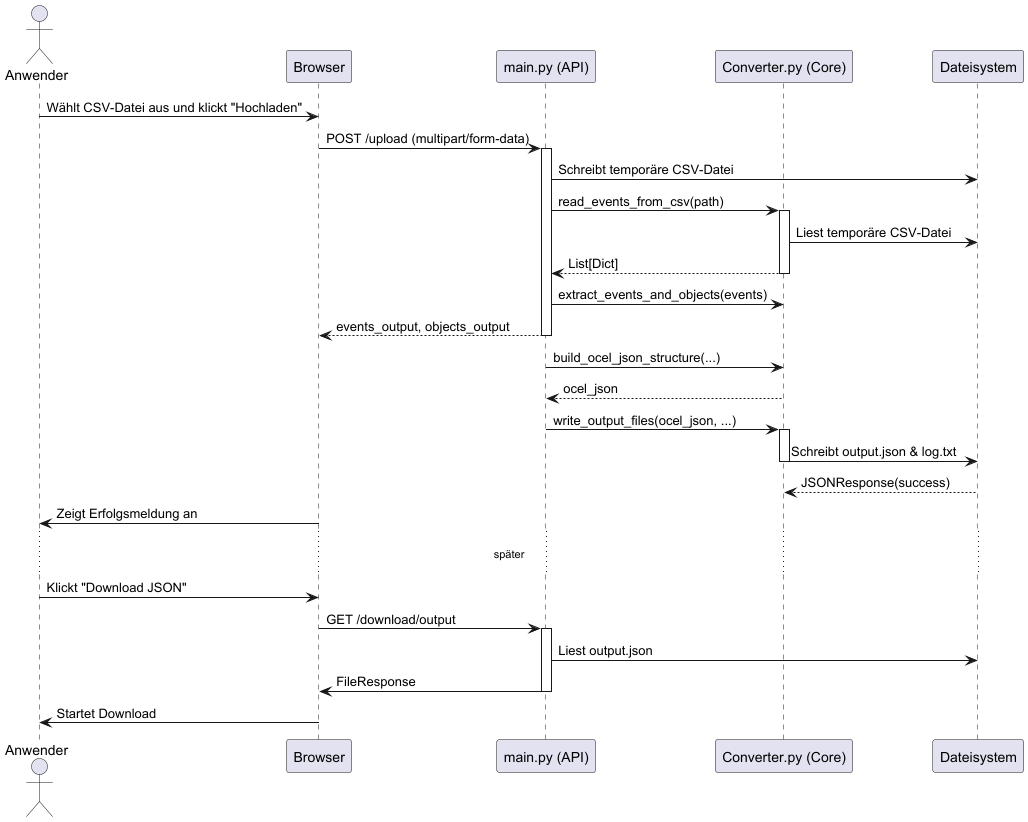 Anwender
Browser
main.py (API)
Converter.py (Core)
Dateisystem
Wählt CSV-Datei aus und klickt "Hochladen"
POST /upload (multipart/form-data)
Schreibt temporäre CSV-Datei
read_events_from_csv(path)
Liest temporäre CSV-Datei
List[Dict]
extract_events_and_objects(events)
events_output, objects_output
build_ocel_json_structure(...)
ocel_json
write_output_files(ocel_json, ...)
Schreibt output.json & log.txt
JSONResponse(success)
Zeigt Erfolgsmeldung an
später
Klickt "Download JSON"
GET /download/output
Liest output.json
FileResponse
Startet Download
Anwender
Browser
main.py (API)
Converter.py (Core)
Dateisystem